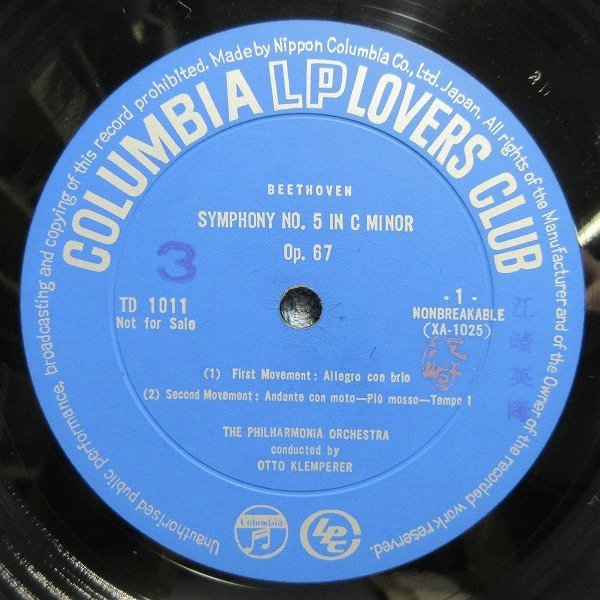 Unauthorised public performance, broadcasting and copying of this record prohibited. Made by Nippon Columbia Co., Ltd. Japan. All rights of the Manufacturer and of the Owner of the recorded work reserved.
COLUMBIA LP LOVERS CLUB
BEETHOVEN
SYMPHONY NO. 5 IN C MINOR
Op. 67
3
TD 1011
Not for Sale
· 1 ·
NONBREAKABLE
(XA-1025)
(1) First Movement: Allegro con brio
(2) Second Movement: Andante con moto—Più mosso—Tempo I
THE PHILHARMONIA ORCHESTRA
conducted by
OTTO KLEMPERER
Columbia
LPC